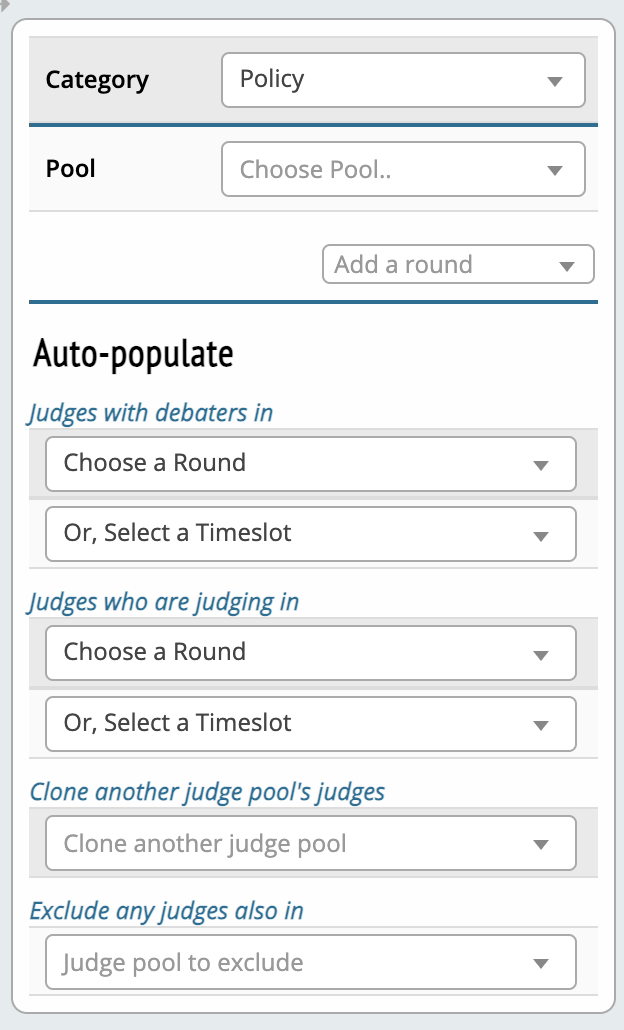 Category Policy
Pool Choose Pool..
Add a round
Auto-populate
Judges with debaters in
Choose a Round
Or, Select a Timeslot
Judges who are judging in
Choose a Round
Or, Select a Timeslot
Clone another judge pool's judges
Clone another judge pool
Exclude any judges also in
Judge pool to exclude